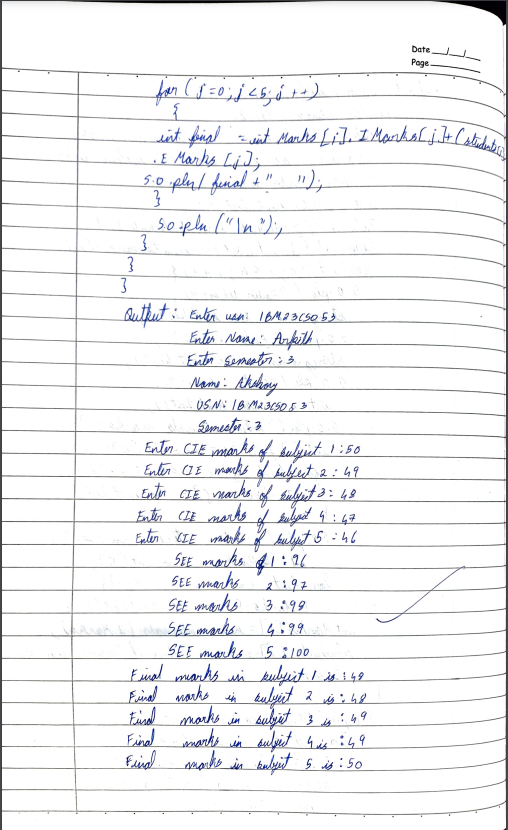 Date
Page
for ( j=0 ; j <5; j ++)
{
int final = int Marks [i]. I Marks[ j ]+ ( students[i]
. E Marks [j];
S.o.pln( final + " ");
}
S.o.pln ("\n");
}
}
}
Output : Enter usn: 1BM23CS053
Enter Name: Arpith
Enter Semester : 3
Name: Akshay
USN: 1BM23CS053
Semester : 3
Enter CIE marks of subject 1 : 50
Enter CIE marks of subject 2 : 49
Enter CIE marks of subject 3 : 48
Enter CIE marks of subject 4 : 47
Enter CIE marks of subject 5 : 46
SEE marks 1 : 96
SEE marks 2 : 97
SEE marks 3 : 98
SEE marks 4 : 99
SEE marks 5 : 100
Final marks in subject 1 is : 48
Final marks in subject 2 is : 48
Final marks in subject 3 is : 49
Final marks in subject 4 is : 49
Final marks in subject 5 is : 50